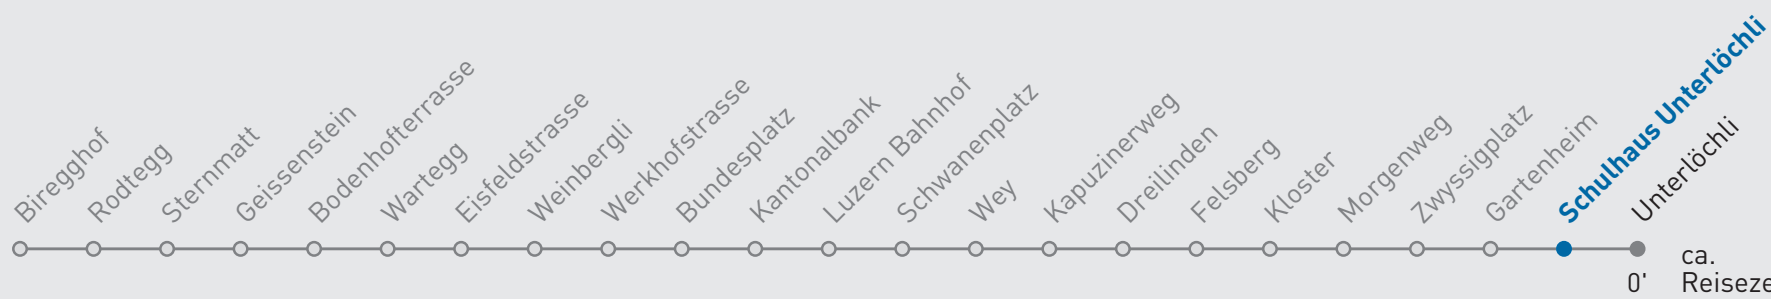 Biregghof
Rodtegg
Sternmatt
Geissenstein
Bodenhofterrasse
Wartegg
Eisfeldstrasse
Weinbergli
Werkhofstrasse
Bundesplatz
Kantonalbank
Luzern Bahnhof
Schwanenplatz
Wey
Kapuzinerweg
Dreilinden
Felsberg
Kloster
Morgenweg
Zwyssigplatz
Gartenheim
Schulhaus Unterlöchli
Unterlöchli
ca.
0' Reiseze